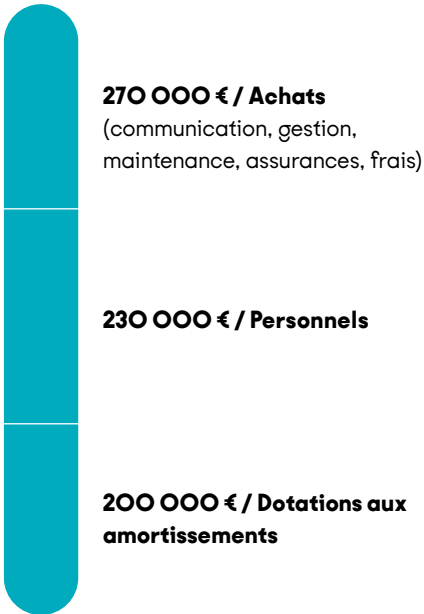 270 000 € / Achats
(communication, gestion,
maintenance, assurances, frais)
230 000 € / Personnels
200 000 € / Dotations aux
amortissements